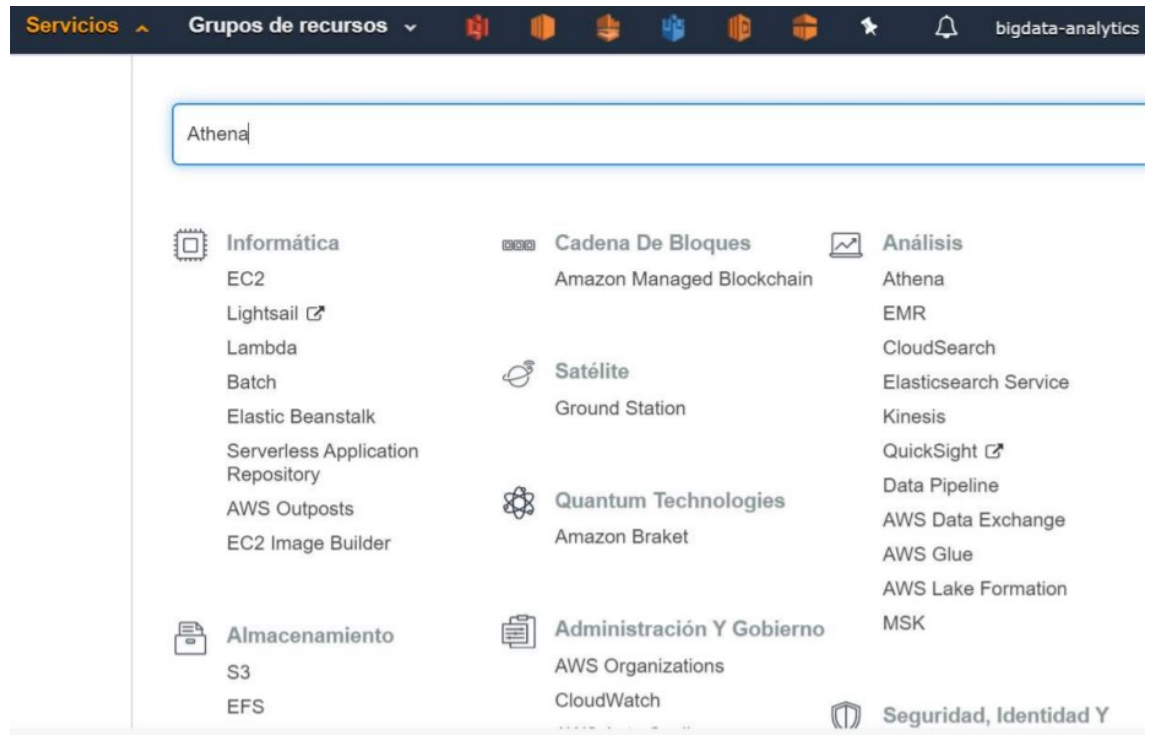 Servicios
Grupos de recursos
bigdata-analytics
Athena
Informática
EC2
Lightsail
Lambda
Batch
Elastic Beanstalk
Serverless Application
Repository
AWS Outposts
EC2 Image Builder
Almacenamiento
S3
EFS
Cadena De Bloques
Amazon Managed Blockchain
Satélite
Ground Station
Quantum Technologies
Amazon Braket
Administración Y Gobierno
AWS Organizations
CloudWatch
Análisis
Athena
EMR
CloudSearch
Elasticsearch Service
Kinesis
QuickSight
Data Pipeline
AWS Data Exchange
AWS Glue
AWS Lake Formation
MSK
Seguridad, Identidad Y